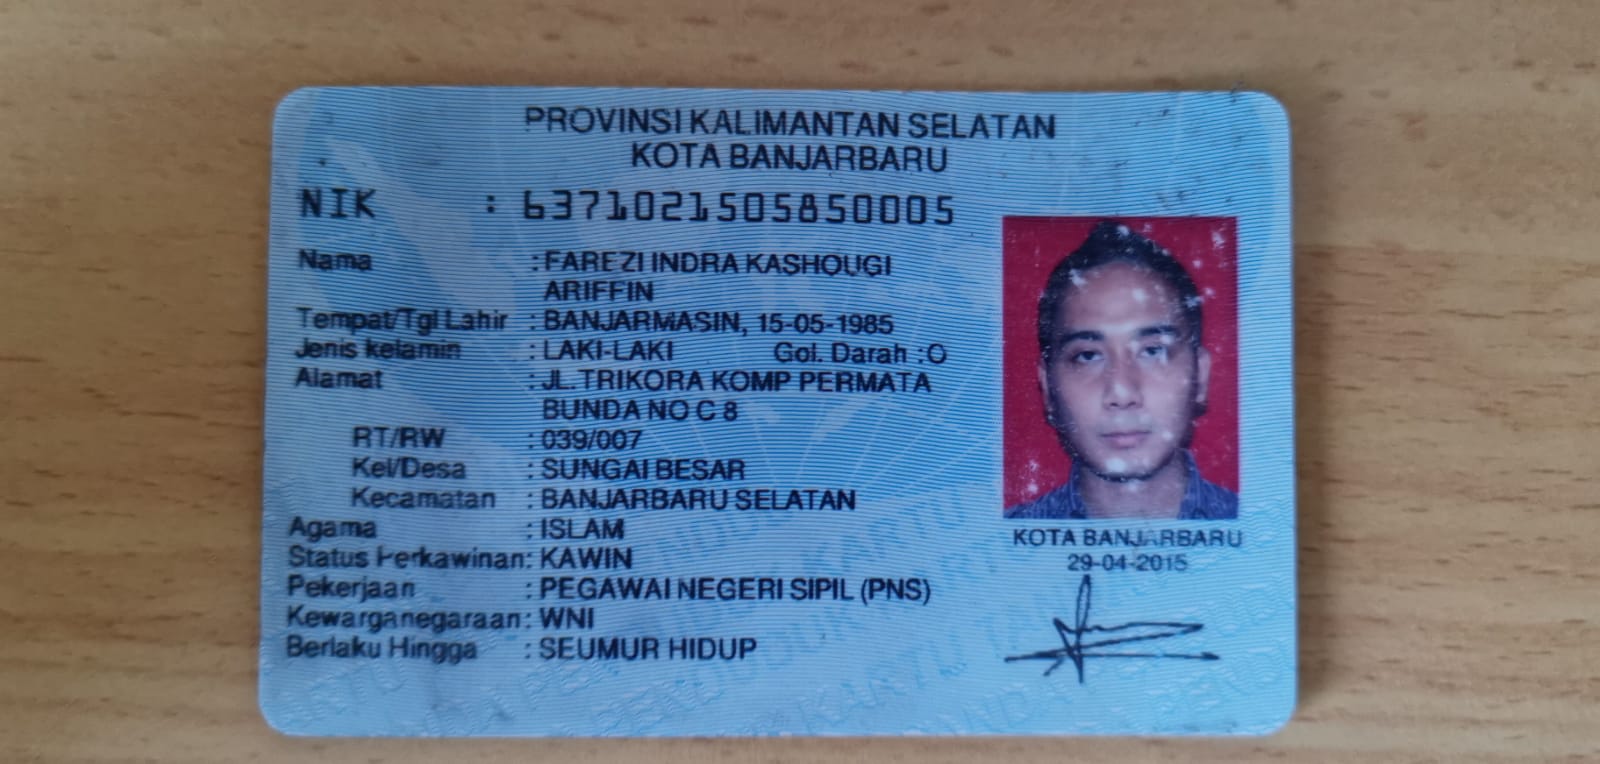 PROVINSI KALIMANTAN SELATAN
KOTA BANJARBARU
NIK : 6371021505850005
Nama : FAREZI INDRA KASHOUGI
ARIFFIN
Tempat/Tgl Lahir : BANJARMASIN, 15-05-1985
Jenis kelamin : LAKI-LAKI Gol. Darah : O
Alamat : JL.TRIKORA KOMP PERMATA
BUNDA NO C 8
RT/RW : 039/007
Kel/Desa : SUNGAI BESAR
Kecamatan : BANJARBARU SELATAN
Agama : ISLAM
Status Perkawinan: KAWIN
Pekerjaan : PEGAWAI NEGERI SIPIL (PNS)
Kewarganegaraan: WNI
Berlaku Hingga : SEUMUR HIDUP
KOTA BANJARBARU
29-04-2015